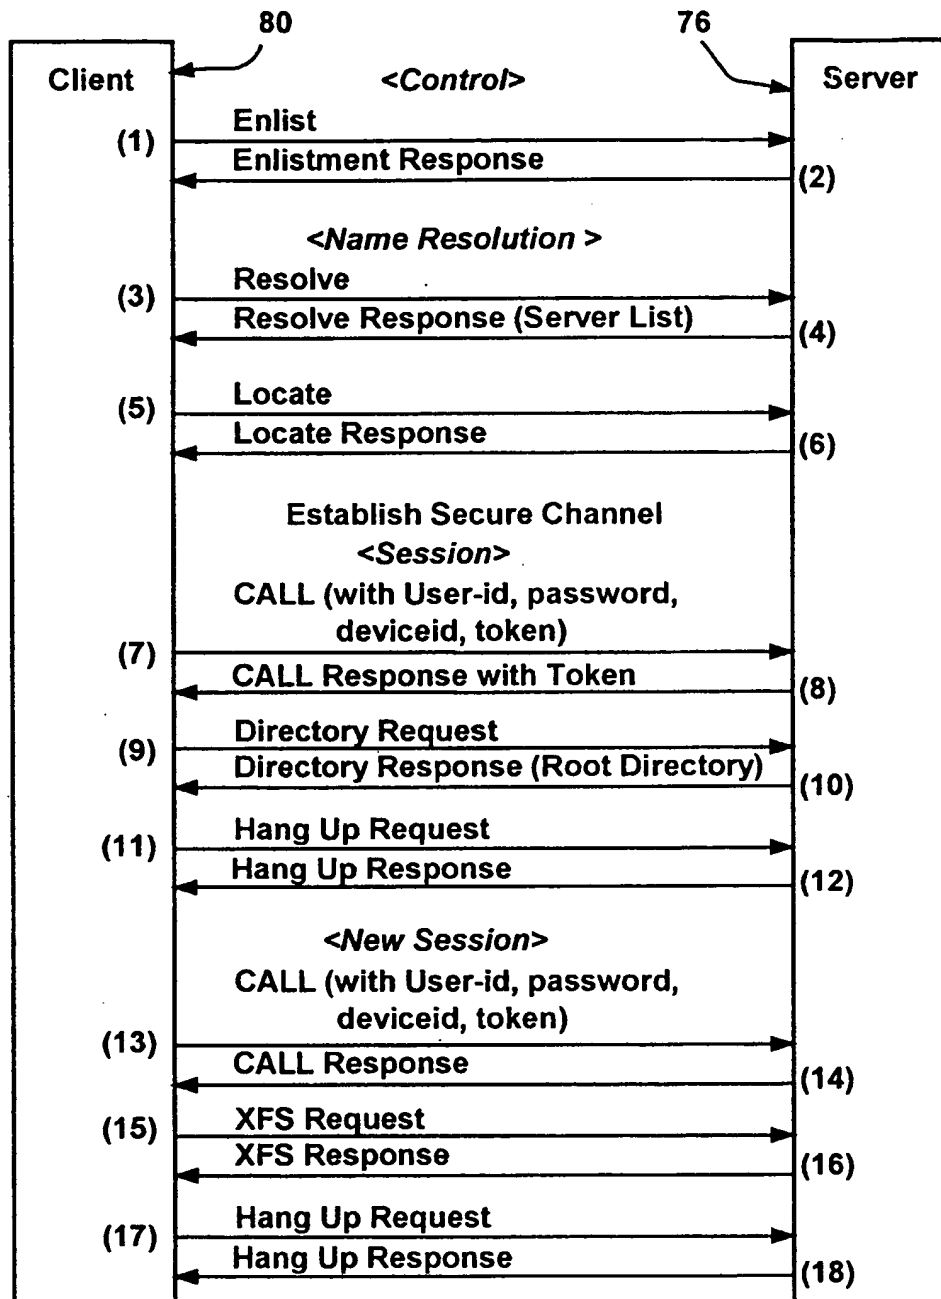 80
76
Client
<Control>
Server
Enlist
(1)
Enlistment Response
(2)
<Name Resolution >
Resolve
(3)
Resolve Response (Server List)
(4)
Locate
(5)
Locate Response
(6)
Establish Secure Channel
<Session>
CALL (with User-id, password,
deviceid, token)
(7)
CALL Response with Token
(8)
Directory Request
(9)
Directory Response (Root Directory)
(10)
Hang Up Request
(11)
Hang Up Response
(12)
<New Session>
CALL (with User-id, password,
deviceid, token)
(13)
CALL Response
(14)
XFS Request
(15)
XFS Response
(16)
Hang Up Request
(17)
Hang Up Response
(18)